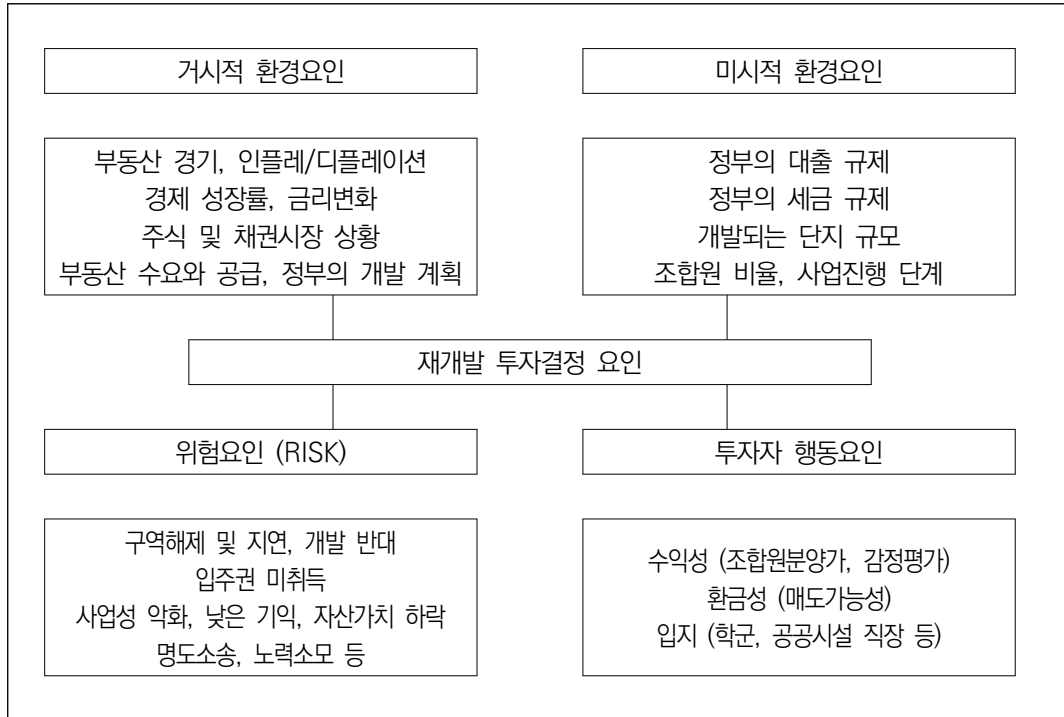 거시적 환경요인
부동산 경기, 인플레/디플레이션
경제 성장률, 금리변화
주식 및 채권시장 상황
부동산 수요와 공급, 정부의 개발 계획
미시적 환경요인
정부의 대출 규제
정부의 세금 규제
개발되는 단지 규모
조합원 비율, 사업진행 단계
재개발 투자결정 요인
위험요인 (RISK)
구역해제 및 지연, 개발 반대
입주권 미취득
사업성 악화, 낮은 기익, 자산가치 하락
명도소송, 노력소모 등
투자자 행동요인
수익성 (조합원분양가, 감정평가)
환금성 (매도가능성)
입지 (학군, 공공시설 직장 등)